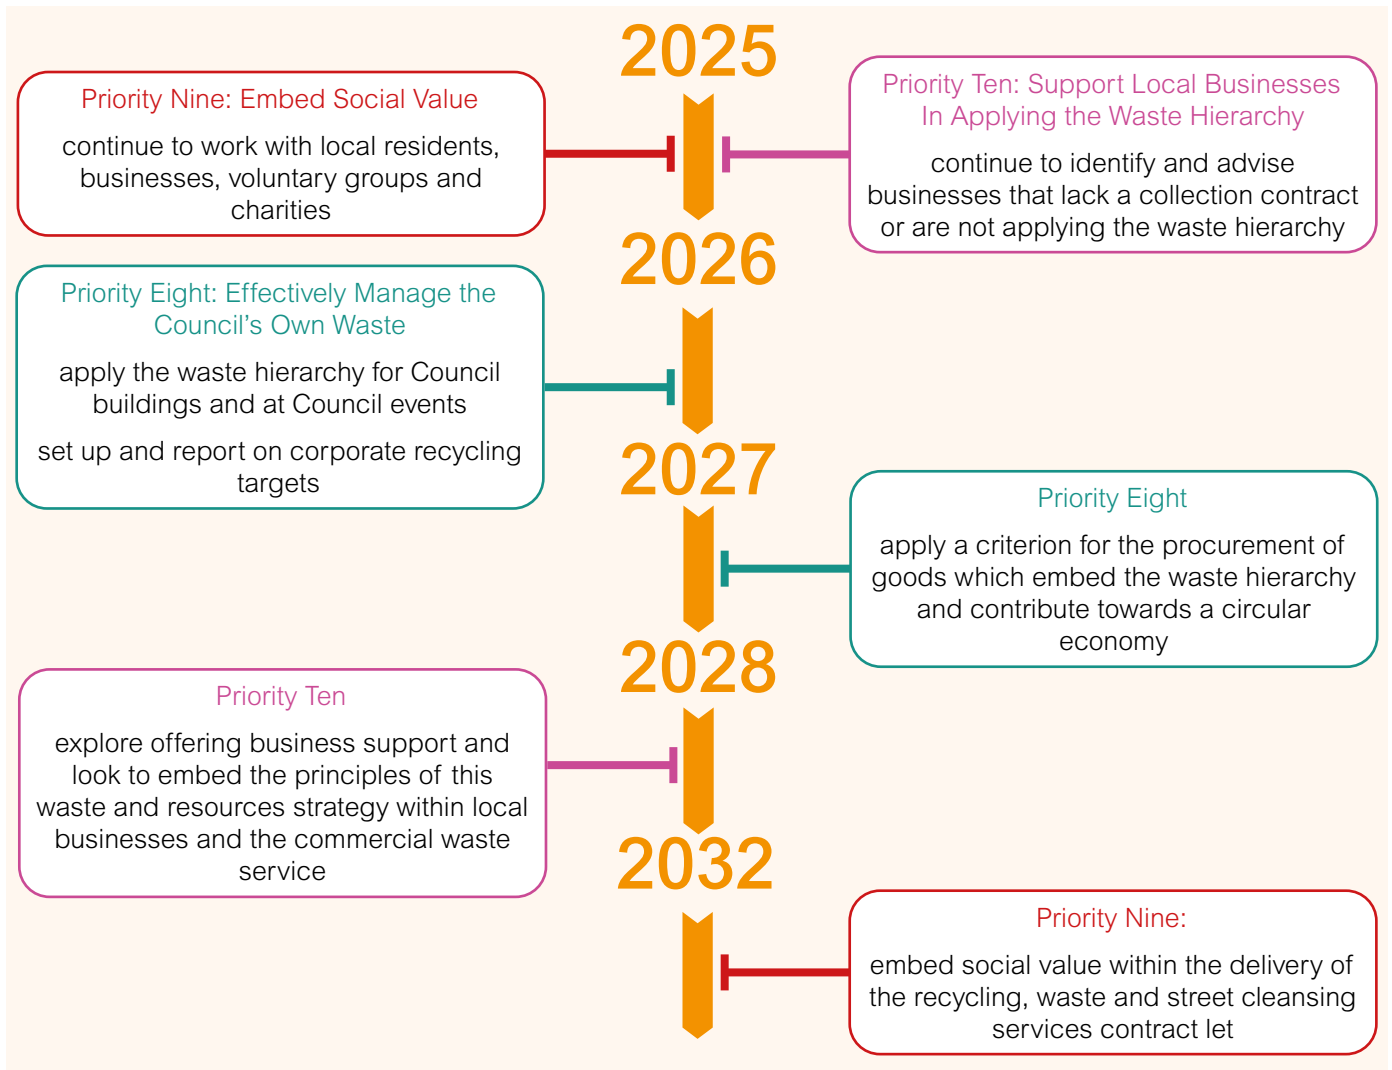 2025
Priority Nine: Embed Social Value
continue to work with local residents,
businesses, voluntary groups and
charities
Priority Ten: Support Local Businesses
In Applying the Waste Hierarchy
continue to identify and advise
businesses that lack a collection contract
or are not applying the waste hierarchy
2026
Priority Eight: Effectively Manage the
Council’s Own Waste
apply the waste hierarchy for Council
buildings and at Council events
set up and report on corporate recycling
targets
2027
Priority Eight
apply a criterion for the procurement of
goods which embed the waste hierarchy
and contribute towards a circular
economy
2028
Priority Ten
explore offering business support and
look to embed the principles of this
waste and resources strategy within local
businesses and the commercial waste
service
2032
Priority Nine:
embed social value within the delivery of
the recycling, waste and street cleansing
services contract let